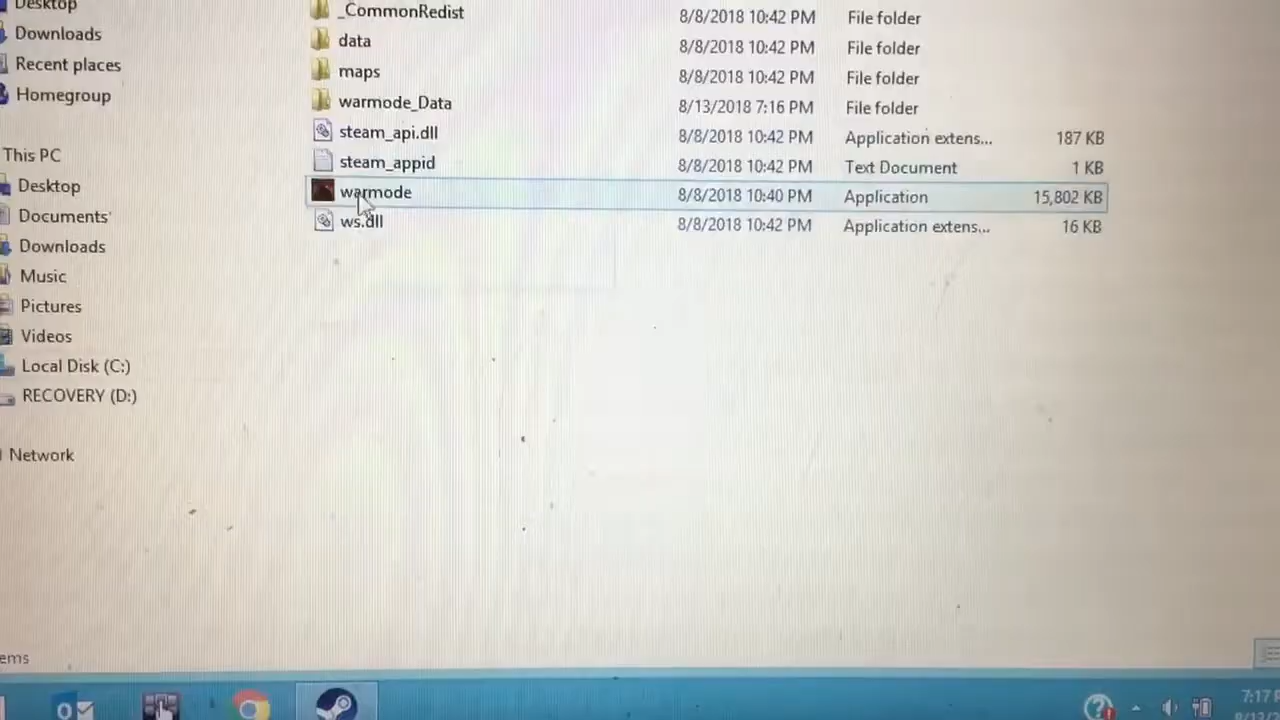 Desktop
Downloads
Recent places
Homegroup
This PC
Desktop
Documents
Downloads
Music
Pictures
Videos
Local Disk (C:)
RECOVERY (D:)
Network
_CommonRedist 8/8/2018 10:42 PM File folder
data 8/8/2018 10:42 PM File folder
maps 8/8/2018 10:42 PM File folder
warmode_Data 8/13/2018 7:16 PM File folder
steam_api.dll 8/8/2018 10:42 PM Application extens... 187 KB
steam_appid 8/8/2018 10:42 PM Text Document 1 KB
warmode 8/8/2018 10:40 PM Application 15,802 KB
ws.dll 8/8/2018 10:42 PM Application extens... 16 KB
ems
7:17